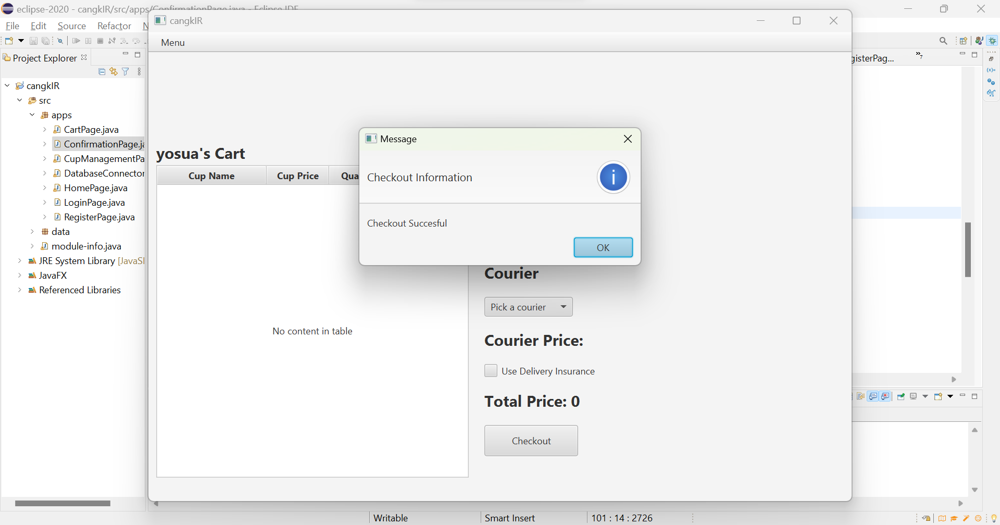 eclipse-2020 - cangkIR/src/apps/ConfirmationPage.java - Eclipse IDE
File Edit Source Refactor N
cangkIR
Menu
Project Explorer
gisterPag...
»7
cangkIR
src
apps
CartPage.java
ConfirmationPage.ja
CupManagementPa
DatabaseConnector
HomePage.java
LoginPage.java
RegisterPage.java
data
module-info.java
JRE System Library [JavaSI
JavaFX
Referenced Libraries
yosua's Cart
Cup Name Cup Price Qua
No content in table
Message
Checkout Information
Checkout Succesful
OK
Courier
Pick a courier
Courier Price:
Use Delivery Insurance
Total Price: 0
Checkout
Writable Smart Insert 101 : 14 : 2726